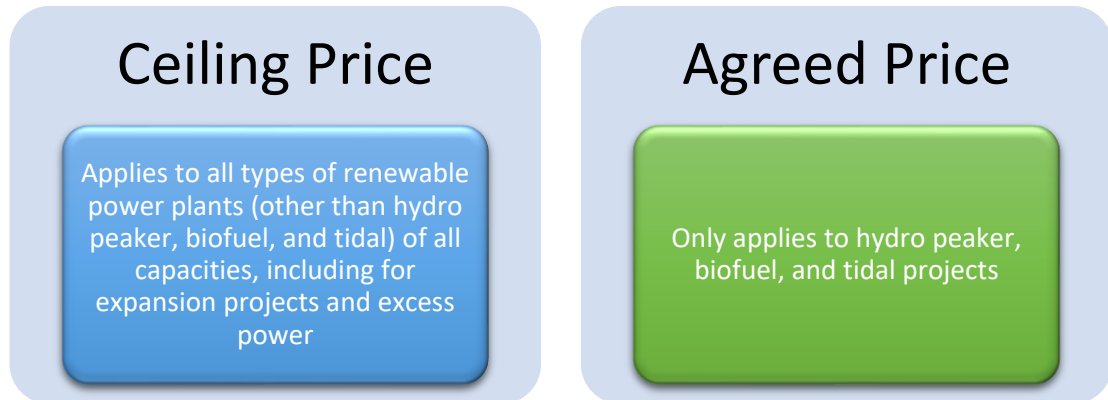 Ceiling Price
Applies to all types of renewable
power plants (other than hydro
peaker, biofuel, and tidal) of all
capacities, including for
expansion projects and excess
power
Agreed Price
Only applies to hydro peaker,
biofuel, and tidal projects